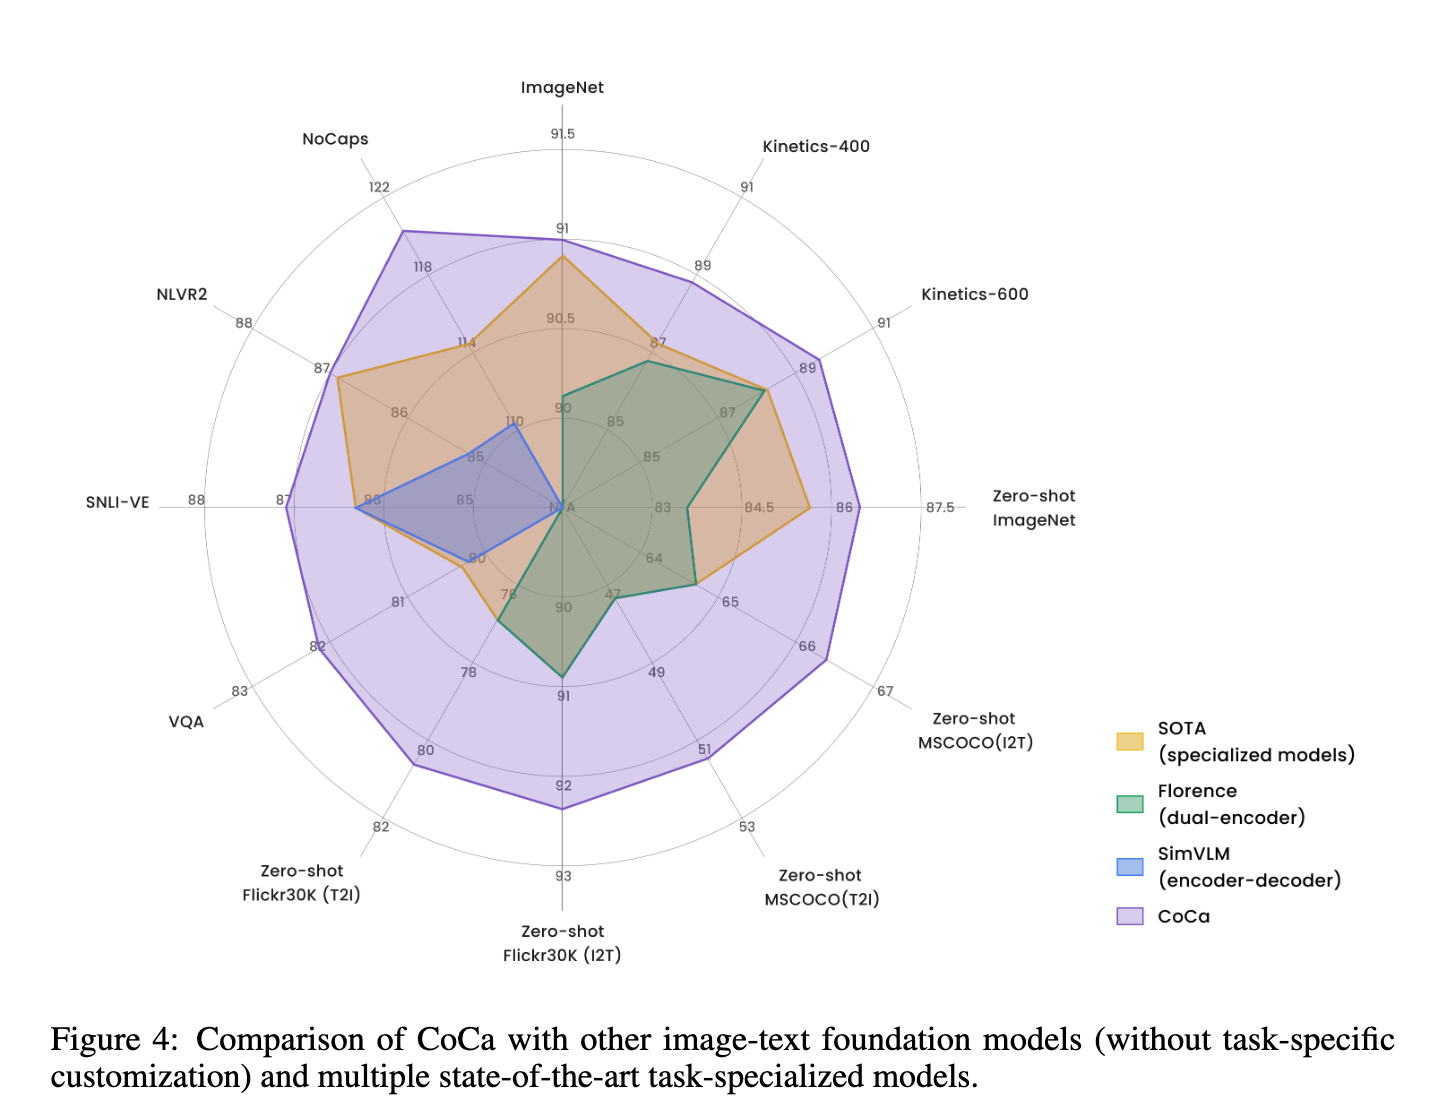 ImageNet
91.5
NoCaps
Kinetics-400
122
91
91
118
89
NLVR2
Kinetics-600
88
91
90.5
114
87
87
89
86
90
87
110
85
85
85
SNLI-VE
88
87
86
85
N/A
83
84.5
86
87.5
Zero-shot
ImageNet
80
64
76
90
81
65
82
66
78
49
VQA
83
47
91
67
Zero-shot
MSCOCO(I2T)
80
51
92
82
53
93
Zero-shot
Flickr30K (T2I)
Zero-shot
MSCOCO(T2I)
Zero-shot
Flickr30K (I2T)
SOTA
(specialized models)
Florence
(dual-encoder)
SimVLM
(encoder-decoder)
CoCa
Figure 4: Comparison of CoCa with other image-text foundation models (without task-specific
customization) and multiple state-of-the-art task-specialized models.